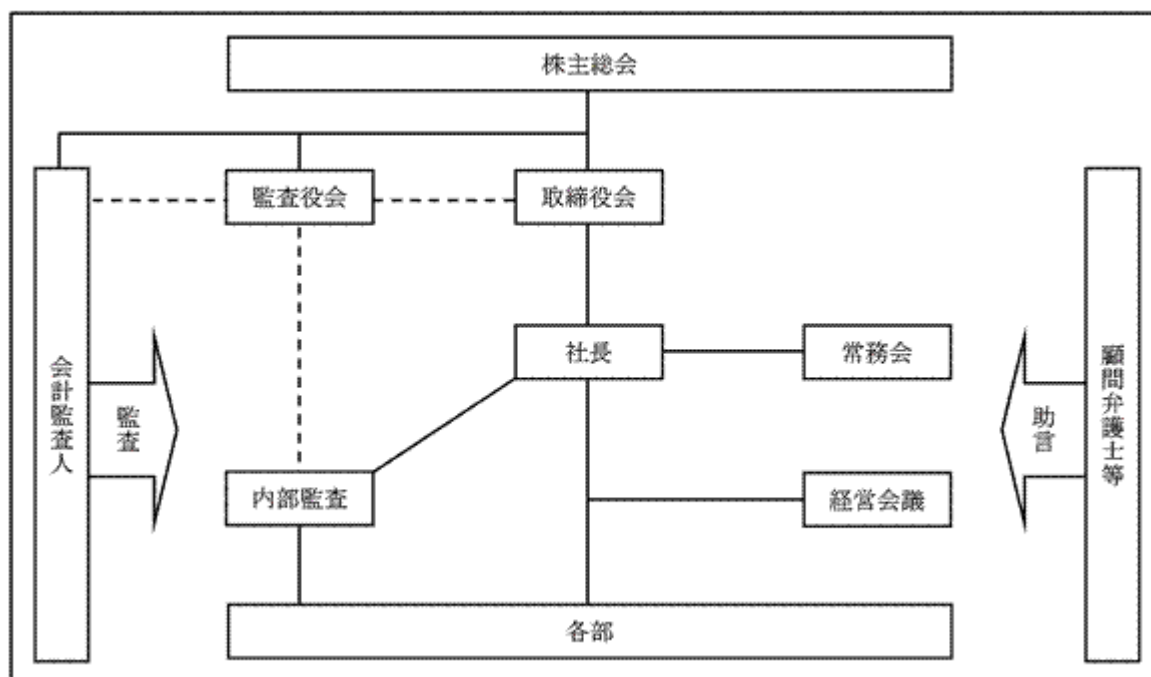 株主総会
監査役会
取締役会
社長
常務会
会計監査人
監査
助言
顧問弁護士等
内部監査
経営会議
各部